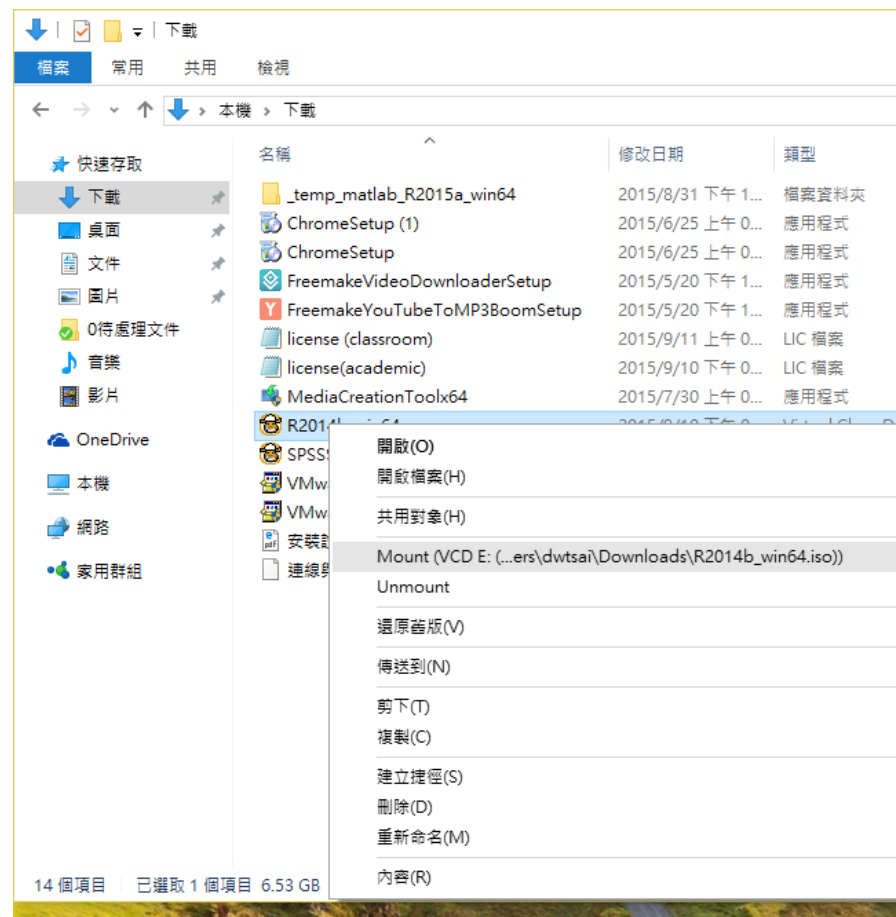 下載
檔案 常用 共用 檢視
本機 > 下載
名稱 修改日期 類型
快速存取
下載
桌面
文件
圖片
0待處理文件
音樂
影片
OneDrive
本機
網路
家用群組
_temp_matlab_R2015a_win64 2015/8/31 下午 1... 檔案資料夾
ChromeSetup (1) 2015/6/25 上午 0... 應用程式
ChromeSetup 2015/6/25 上午 0... 應用程式
FreemakeVideoDownloaderSetup 2015/5/20 下午 1... 應用程式
FreemakeYouTubeToMP3BoomSetup 2015/5/20 下午 1... 應用程式
license (classroom) 2015/9/11 上午 0... LIC 檔案
license(academic) 2015/9/10 下午 0... LIC 檔案
MediaCreationToolx64 2015/7/30 上午 0... 應用程式
SPSSS
VMwa
VMwa
安裝
連線
開啟(O)
開啟檔案(H)
共用對象(H)
Mount (VCD E: (...ers\dwtsai\Downloads\R2014b_win64.iso))
Unmount
還原舊版(V)
傳送到(N)
剪下(T)
複製(C)
建立捷徑(S)
刪除(D)
重新命名(M)
內容(R)
14 個項目 已選取 1 個項目 6.53 GB